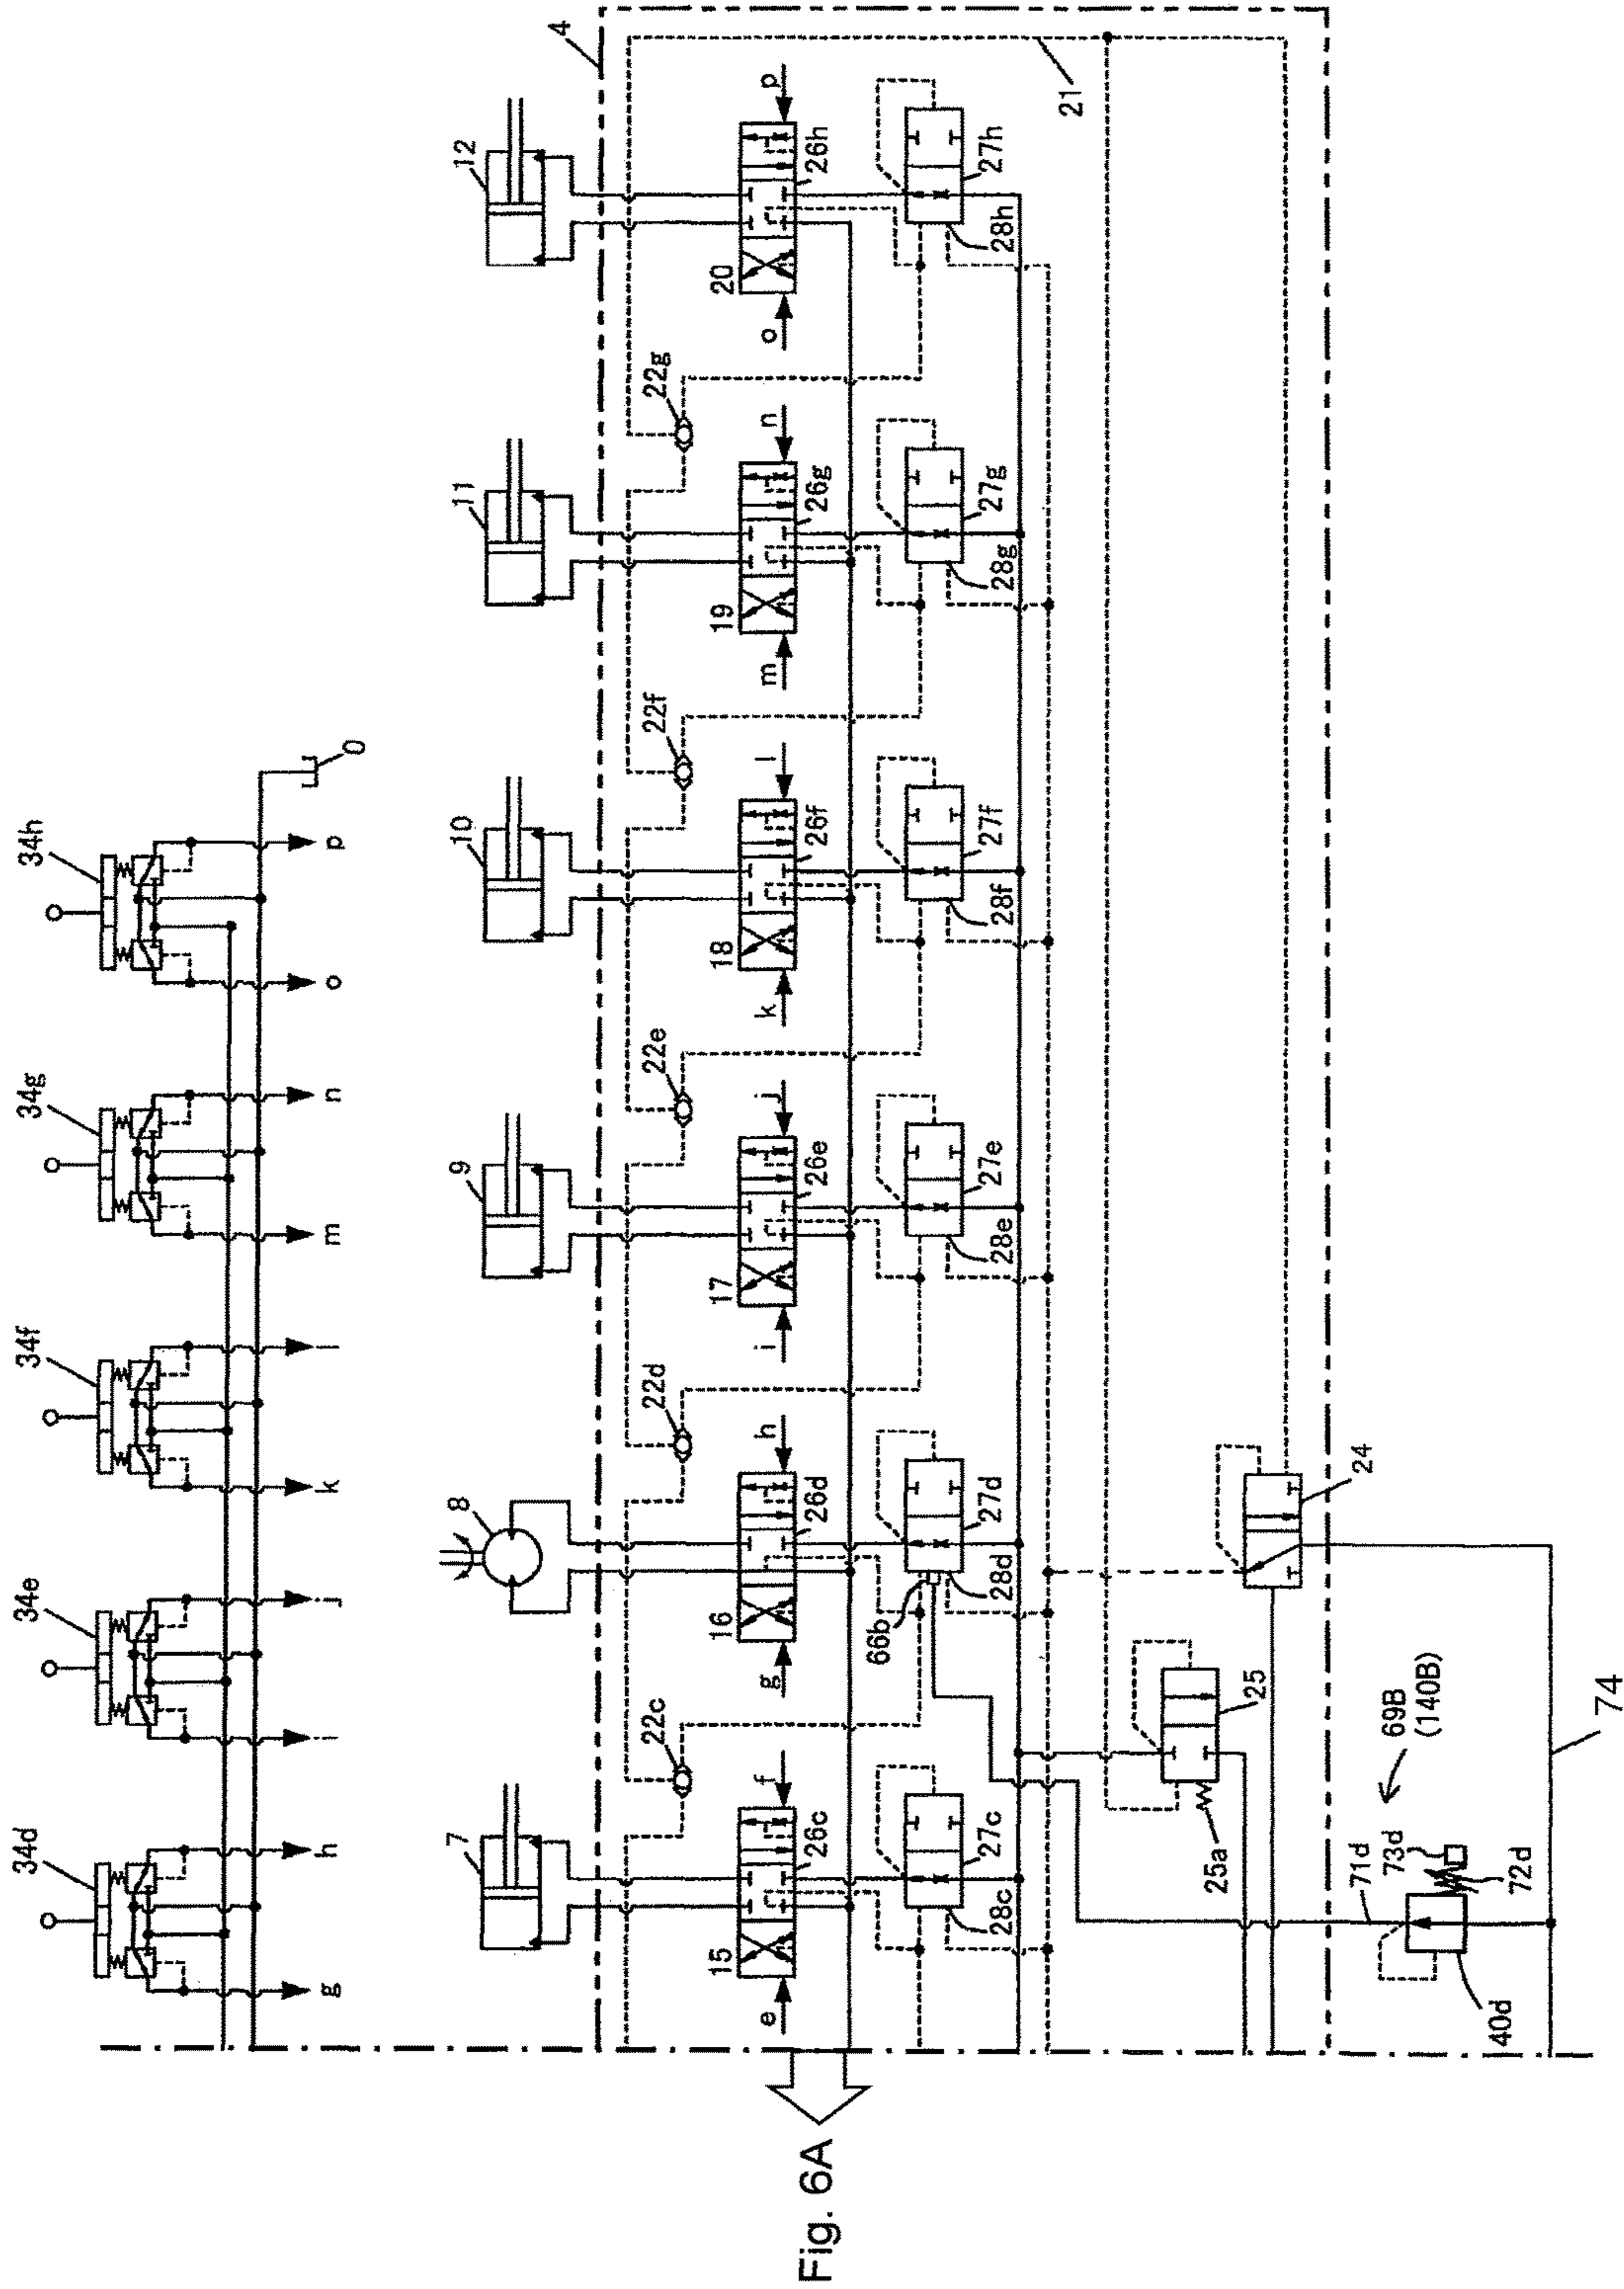 34d
34e
34f
34g
34h
g
h
i
j
k
l
m
n
o
p
0
7
8
9
10
11
12
4
22c
22d
22e
22f
22g
15
16
17
18
19
20
e
f
g
h
i
j
k
l
m
n
o
p
26c
26d
26e
26f
26g
26h
66b
28c
27c
28d
27d
28e
27e
28f
27f
28g
27g
28h
27h
21
25a
25
24
69B
(140B)
71d
73d
72d
40d
74
Fig. 6A